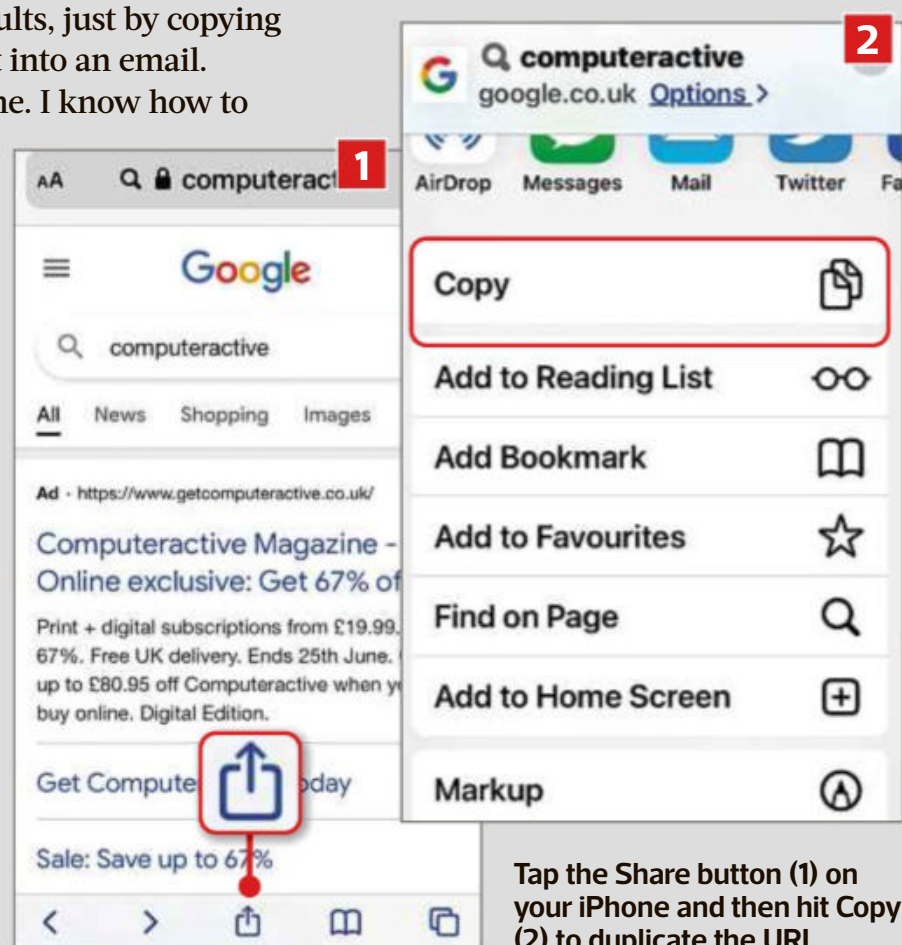 ults, just by copying
t into an email.
ne. I know how to
1
AA computeract
Google
computeractive
All News Shopping Images
Ad · https://www.getcomputeractive.co.uk/
Computeractive Magazine -
Online exclusive: Get 67% of
Print + digital subscriptions from £19.99.
67%. Free UK delivery. Ends 25th June.
up to £80.95 off Computeractive when y
buy online. Digital Edition.
Get Compute oday
Sale: Save up to 67%
2
computeractive
google.co.uk Options >
AirDrop Messages Mail Twitter Fa
Copy
Add to Reading List
Add Bookmark
Add to Favourites
Find on Page
Add to Home Screen
Markup
Tap the Share button (1) on
your iPhone and then hit Copy
(2) to duplicate the URL